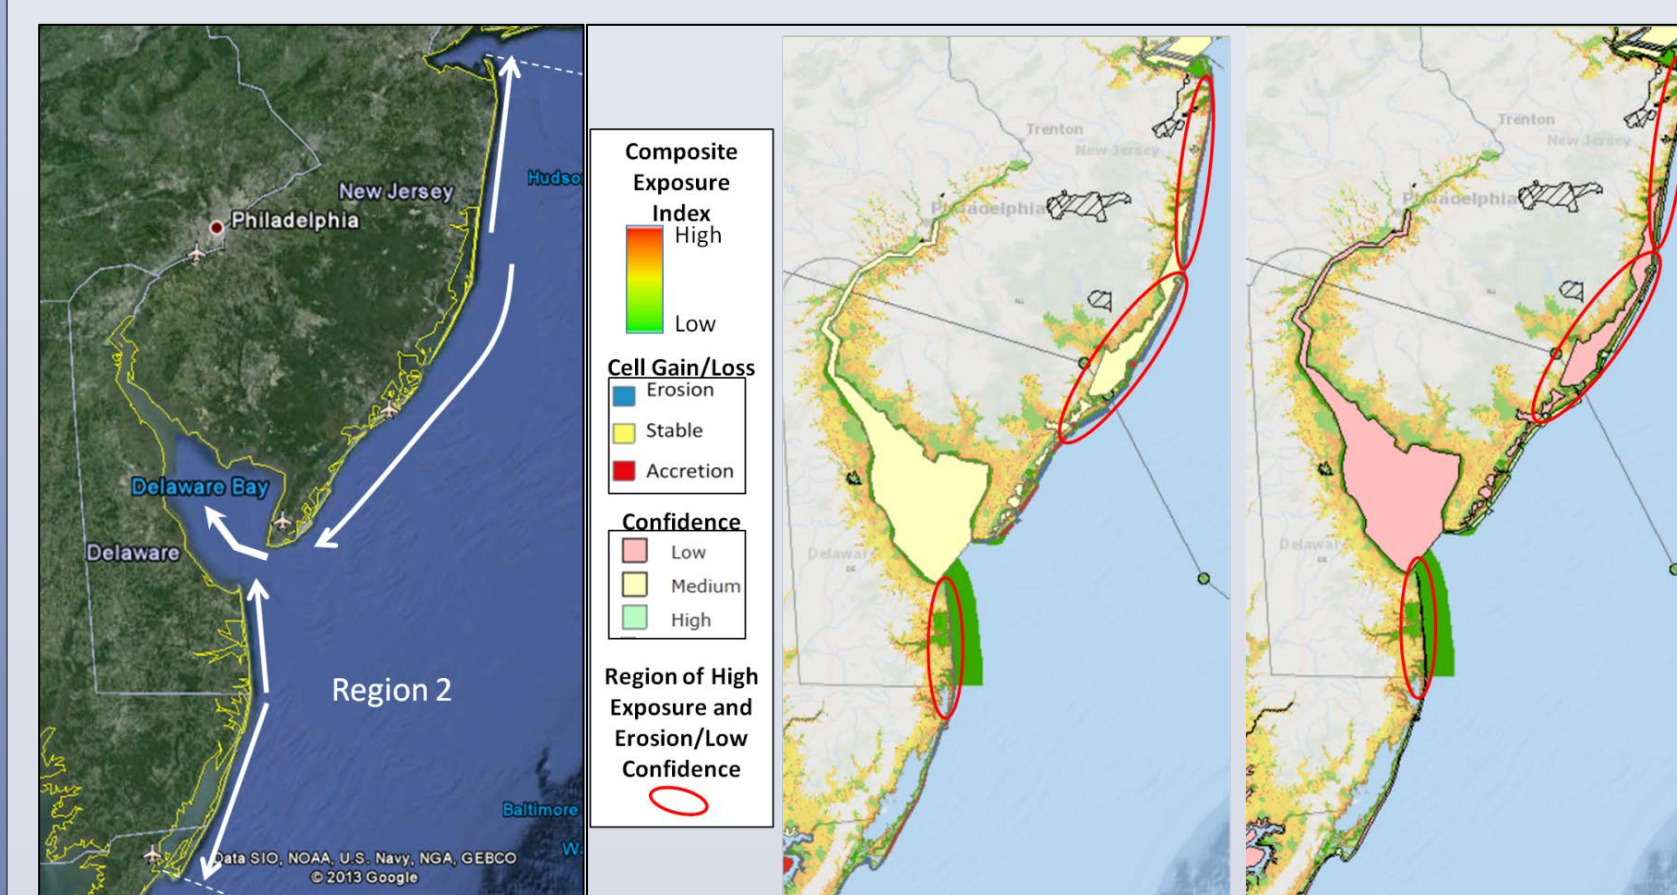 New Jersey
Hudso
Philadelphia
Delaware Bay
Delaware
Region 2
Baltimore
W
Data SIO, NOAA, U.S. Navy, NGA, GEBCO
© 2013 Google
Composite
Exposure
Index
High
Low
Cell Gain/Loss
Erosion
Stable
Accretion
Confidence
Low
Medium
High
Region of High
Exposure and
Erosion/Low
Confidence
Trenton
New Jersey
Philadelphia
Delaware
DE
Trenton
New Jersey
Philadelphia
Delaware
DE